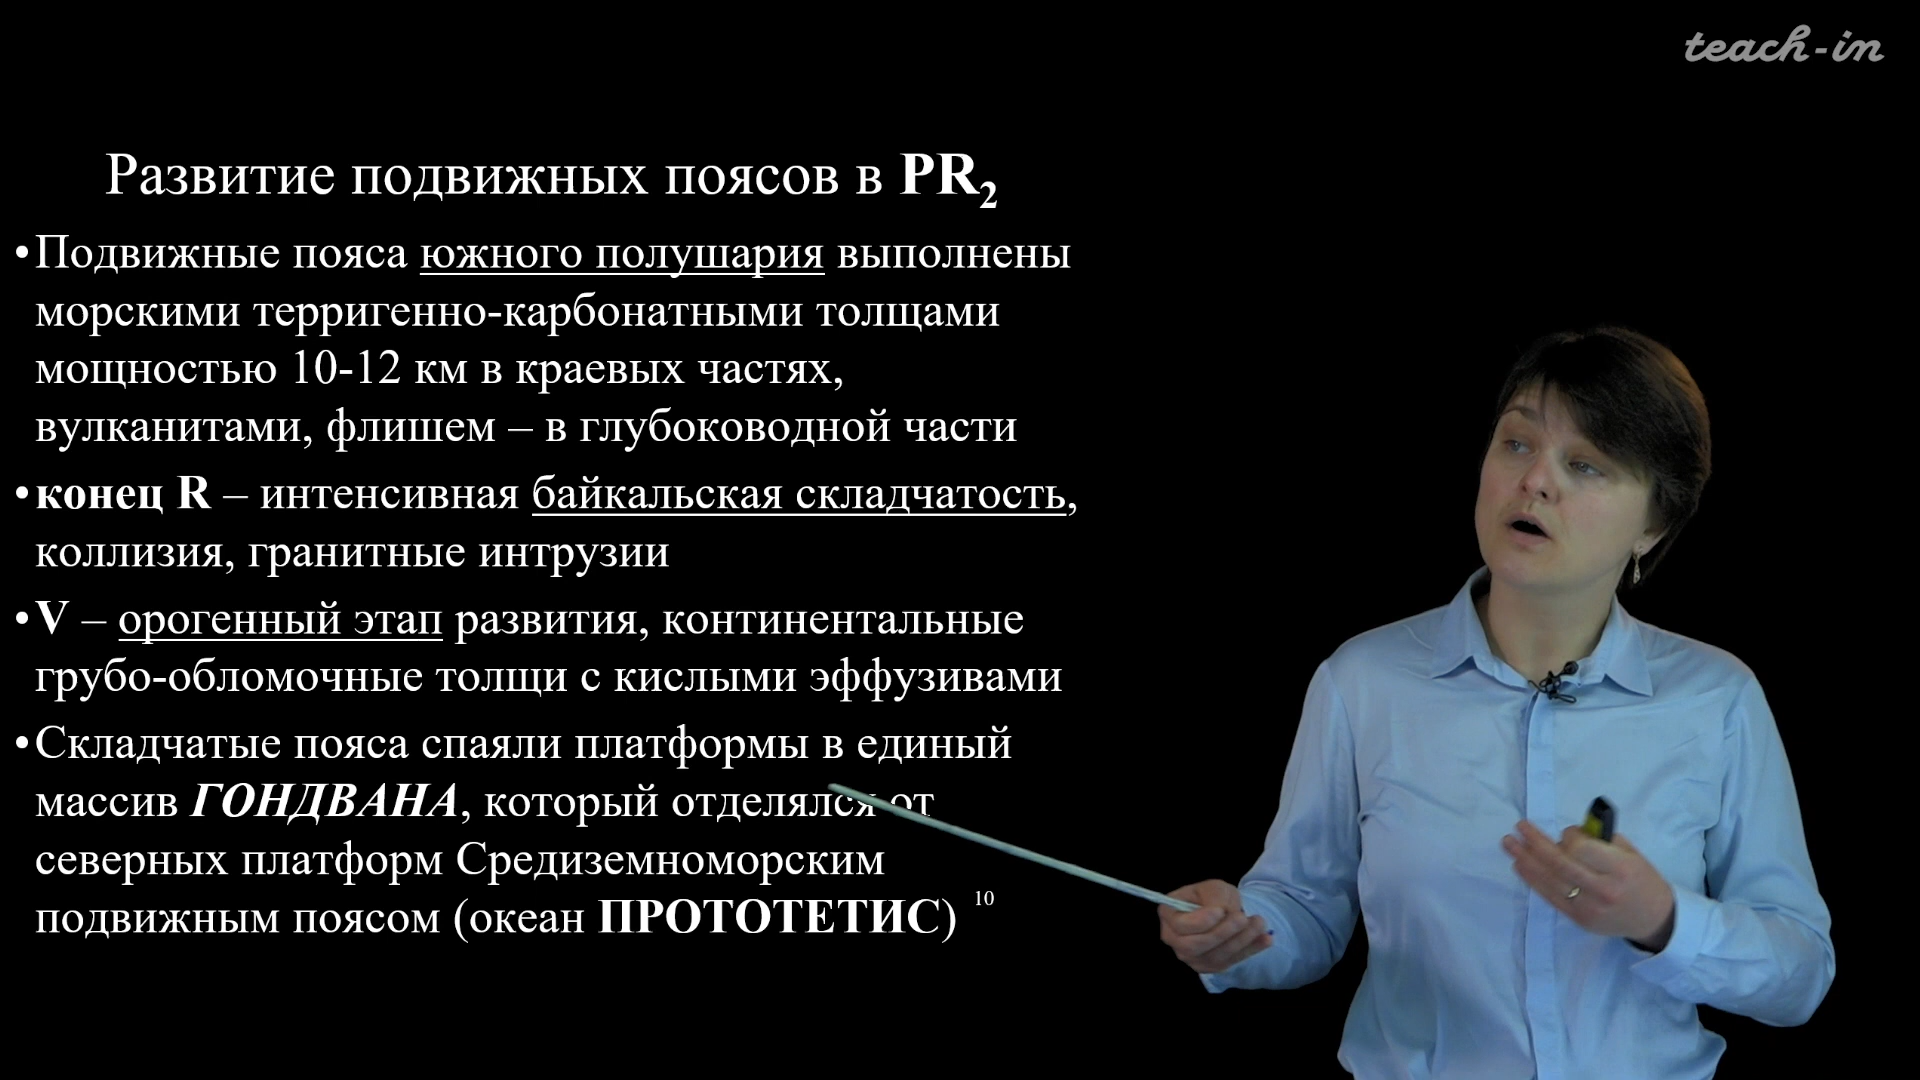 teach-in
Развитие подвижных поясов в PR2
•Подвижные пояса южного полушария выполнены
морскими терригенно-карбонатными толщами
мощностью 10-12 км в краевых частях,
вулканитами, флишем – в глубоководной части
•конец R – интенсивная байкальская складчатость,
коллизия, гранитные интрузии
•V – орогенный этап развития, континентальные
грубо-обломочные толщи с кислыми эффузивами
•Складчатые пояса спаяли платформы в единый
массив ГОНДВАНА, который отделялся от
северных платформ Средиземноморским
подвижным поясом (океан ПРОТОТЕТИС)
10